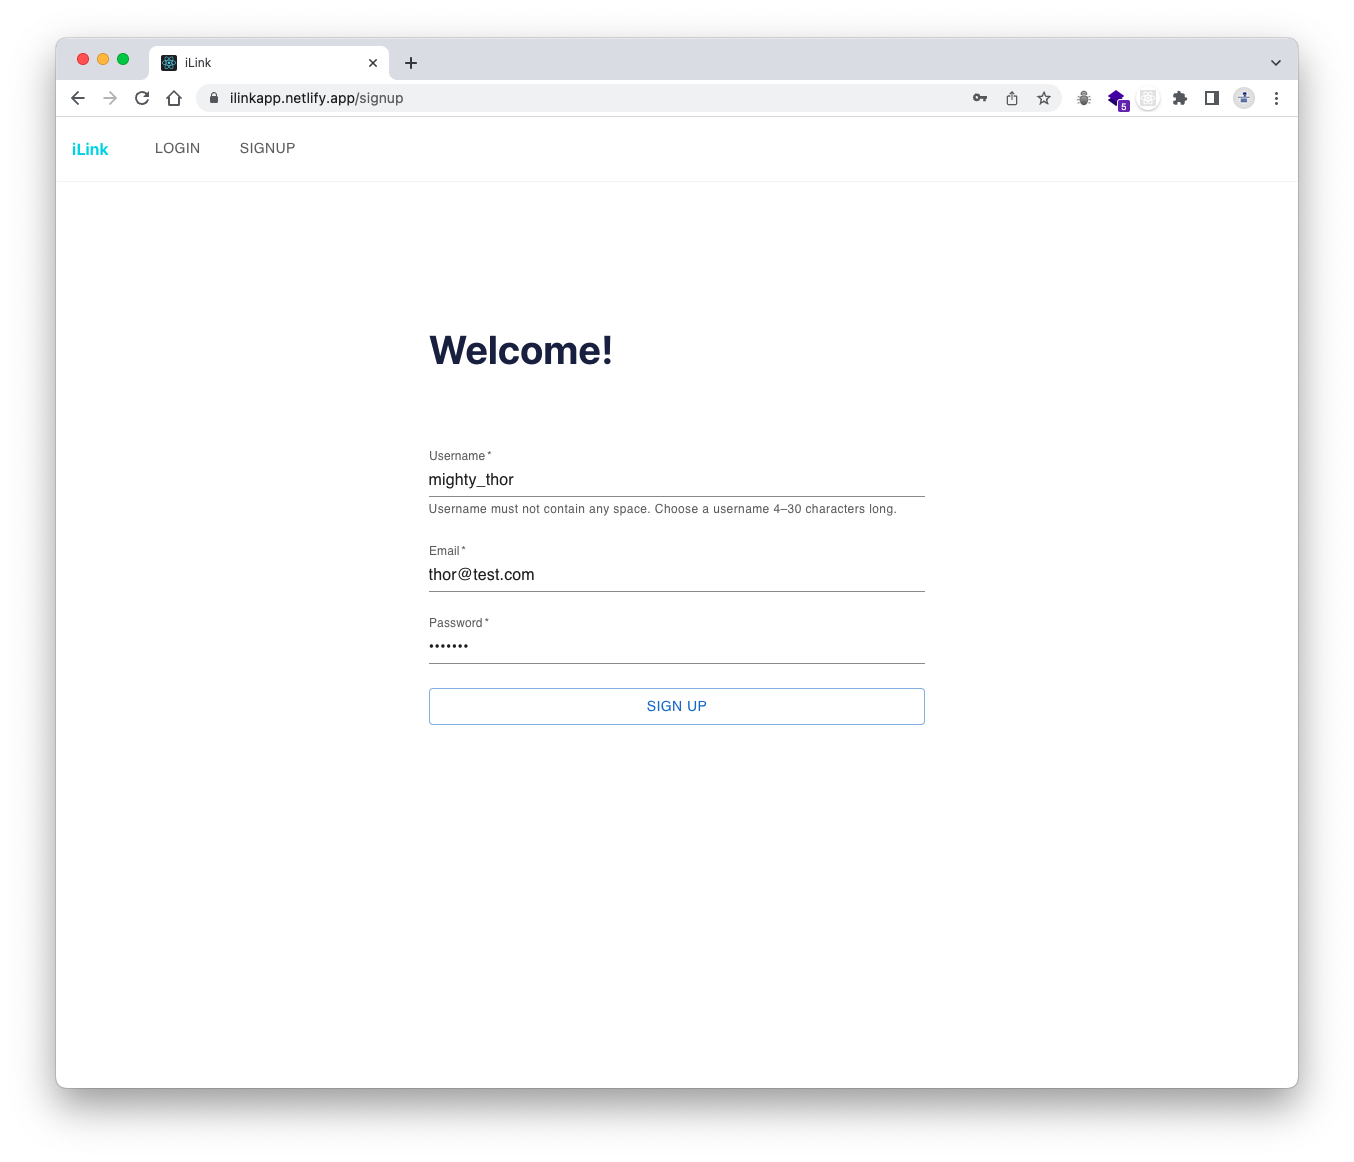 iLink
ilinkapp.netlify.app/signup
5
iLink LOGIN SIGNUP
Welcome!
Username *
mighty_thor
Username must not contain any space. Choose a username 4–30 characters long.
Email *
thor@test.com
Password *
•••••••
SIGN UP